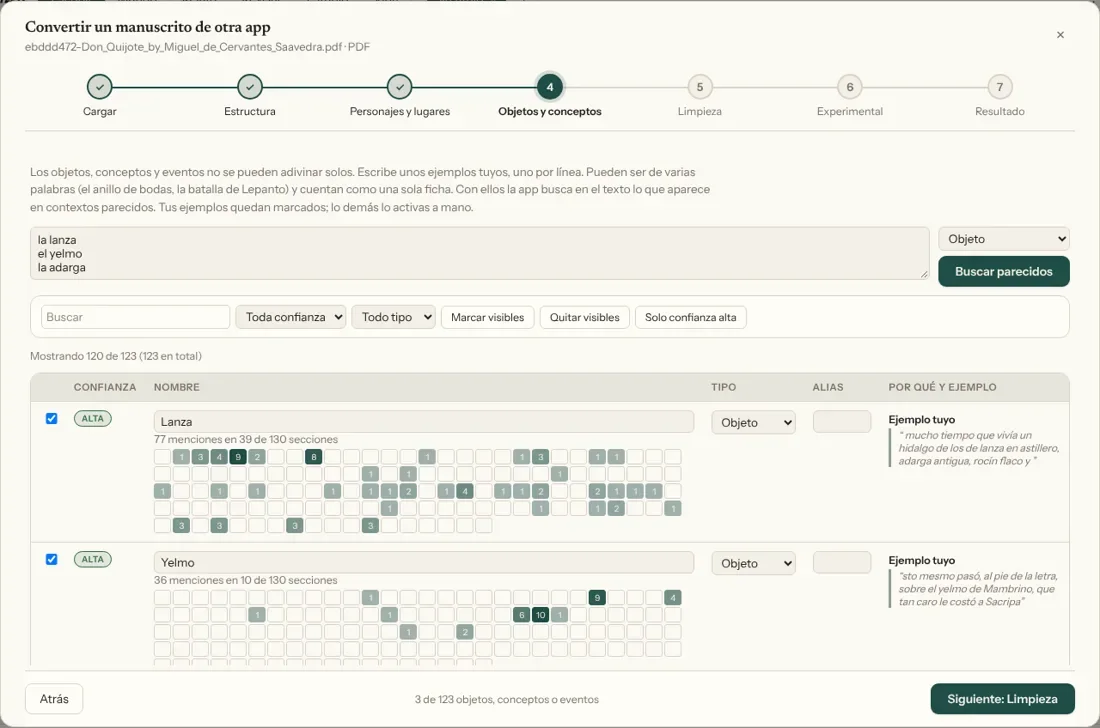 Convertir un manuscrito de otra app
×
ebddd472-Don_Quijote_by_Miguel_de_Cervantes_Saavedra.pdf · PDF
4 5 6 7
Cargar Estructura Personajes y lugares Objetos y conceptos Limpieza Experimental Resultado
Los objetos, conceptos y eventos no se pueden adivinar solos. Escribe unos ejemplos tuyos, uno por línea. Pueden ser de varias
palabras (el anillo de bodas, la batalla de Lepanto) y cuentan como una sola ficha. Con ellos la app busca en el texto lo que aparece
en contextos parecidos. Tus ejemplos quedan marcados; lo demás lo activas a mano.
la lanza
el yelmo
la adarga
Objeto
Buscar parecidos
Buscar Toda confianza Todo tipo Marcar visibles Quitar visibles Solo confianza alta
Mostrando 120 de 123 (123 en total)
CONFIANZA NOMBRE TIPO ALIAS POR QUÉ Y EJEMPLO
ALTA Lanza Objeto
77 menciones en 39 de 130 secciones
1 3 4 9 2 8 1 1 3 1 1
1 1 1
1 1 1 1 1 1 2 1 4 1 1 2 2 1 1 1
1 1 1 2 1
3 3 3 3
Ejemplo tuyo
“ mucho tiempo que vivía un
hidalgo de los de lanza en astillero,
adarga antigua, rocín flaco y ”
ALTA Yelmo Objeto
36 menciones en 10 de 130 secciones
1 9 4
1 1 6 10 1
1 2
Ejemplo tuyo
“sto mesmo pasó, al pie de la letra,
sobre el yelmo de Mambrino, que
tan caro le costó a Sacripa”
Atrás 3 de 123 objetos, conceptos o eventos Siguiente: Limpieza